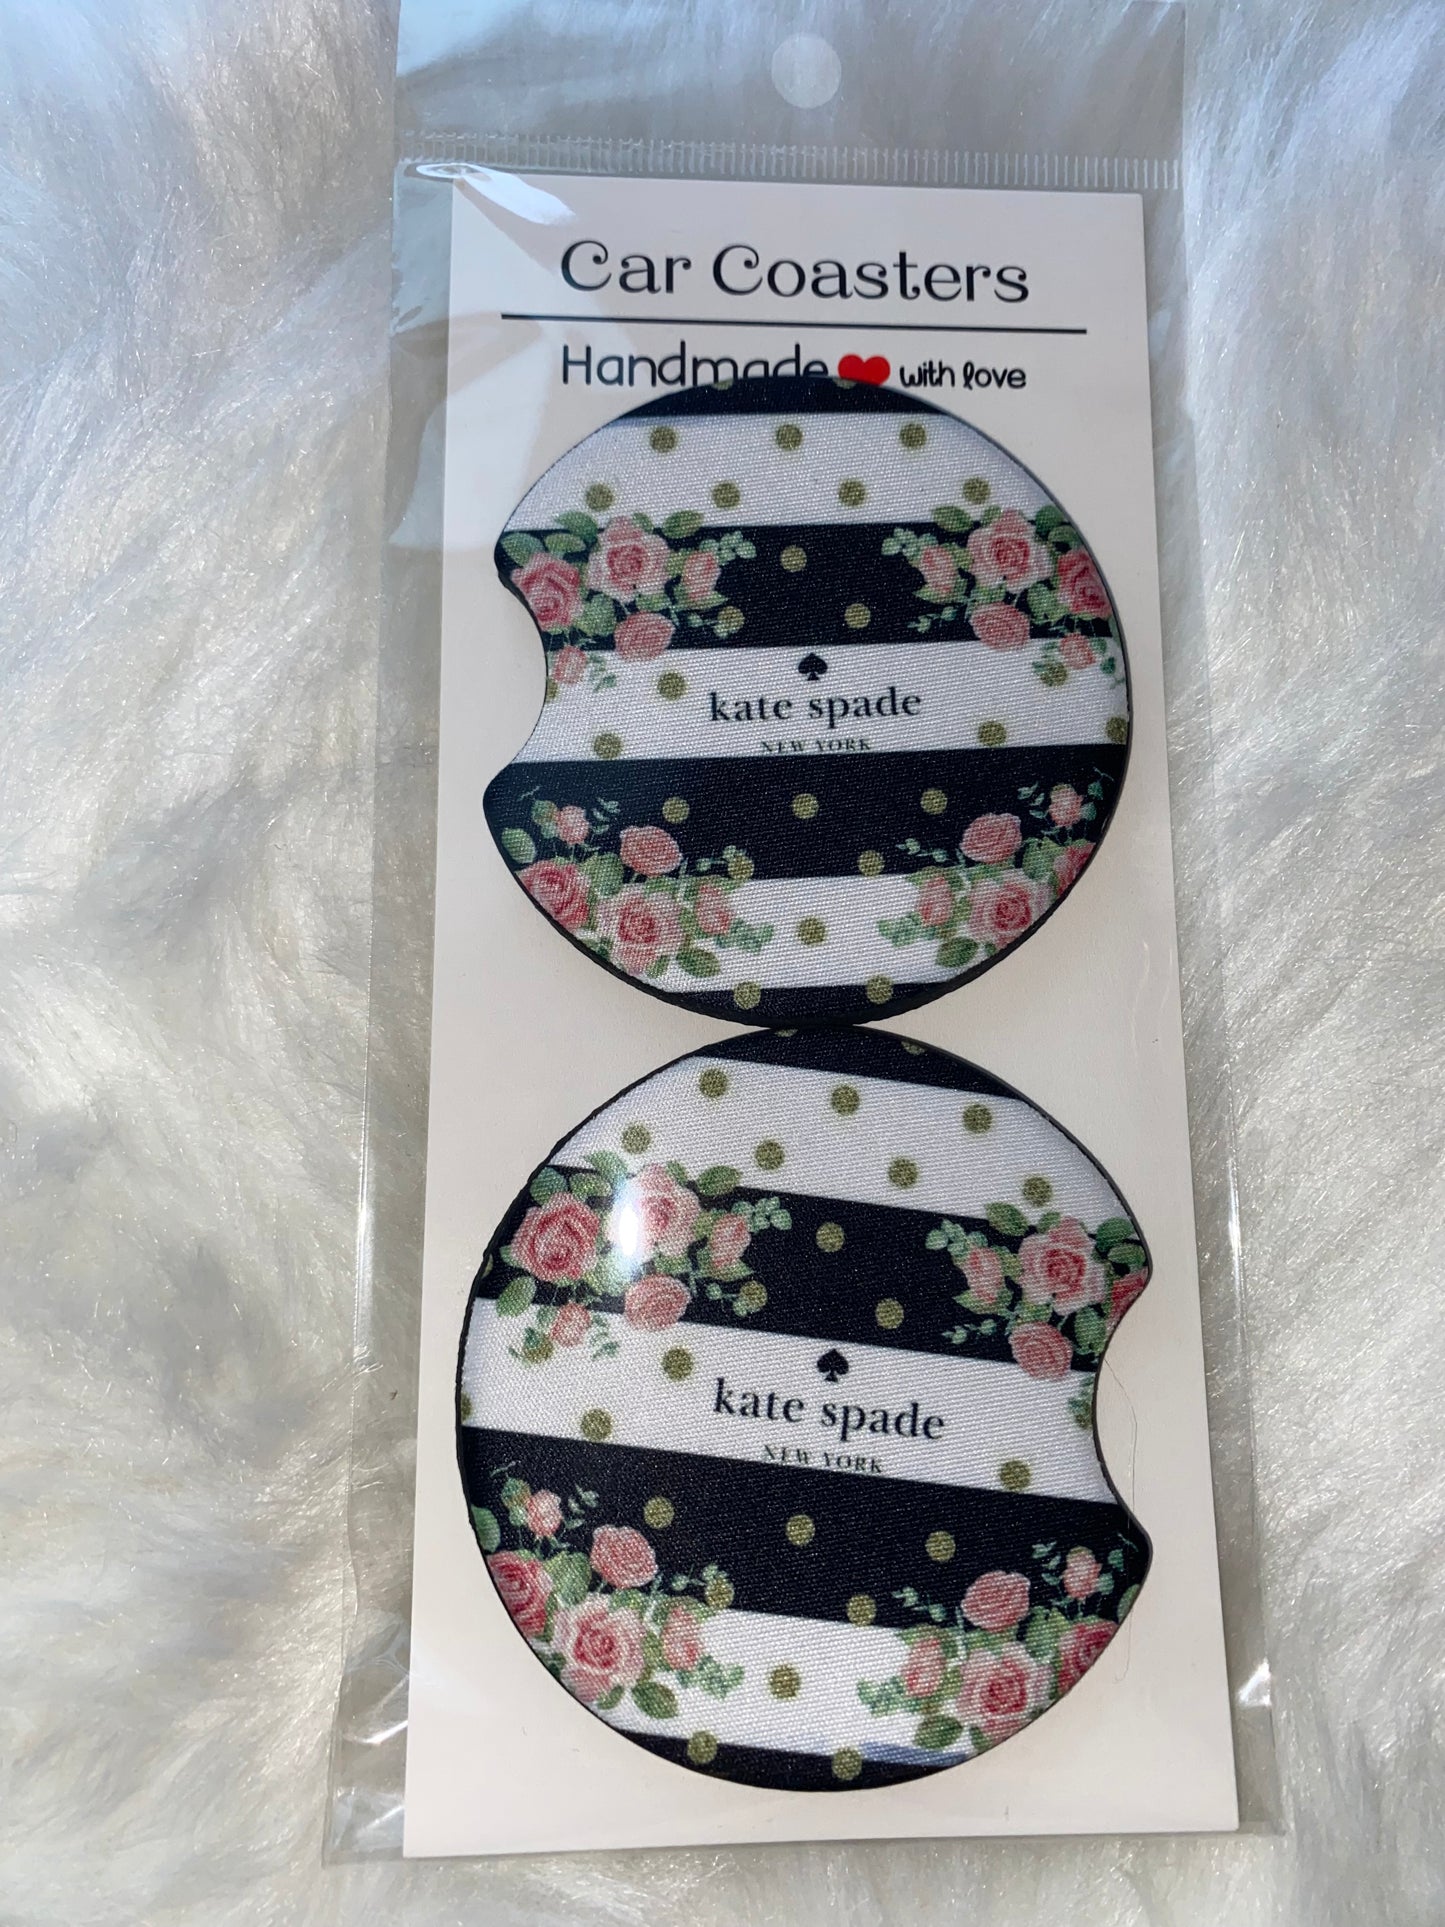 Car Coasters
Handmade with love
kate spade
NEW YORK
kate spade
NEW YORK